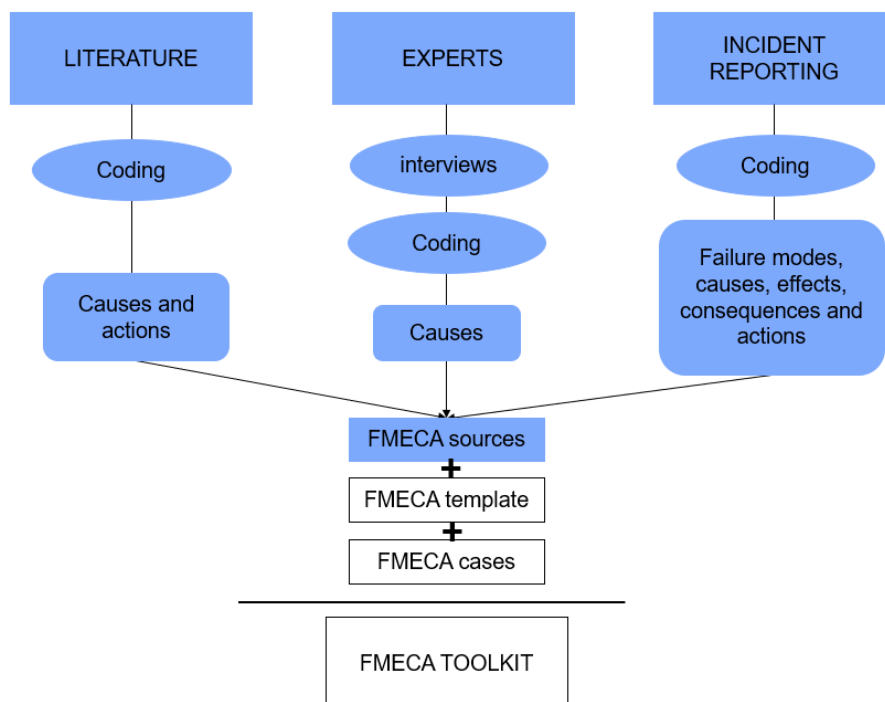 LITERATURE
EXPERTS
INCIDENT
REPORTING
Coding
interviews
Coding
Coding
Causes and
actions
Causes
Failure modes,
causes, effects,
consequences and
actions
FMECA sources
+
FMECA template
+
FMECA cases
FMECA TOOLKIT